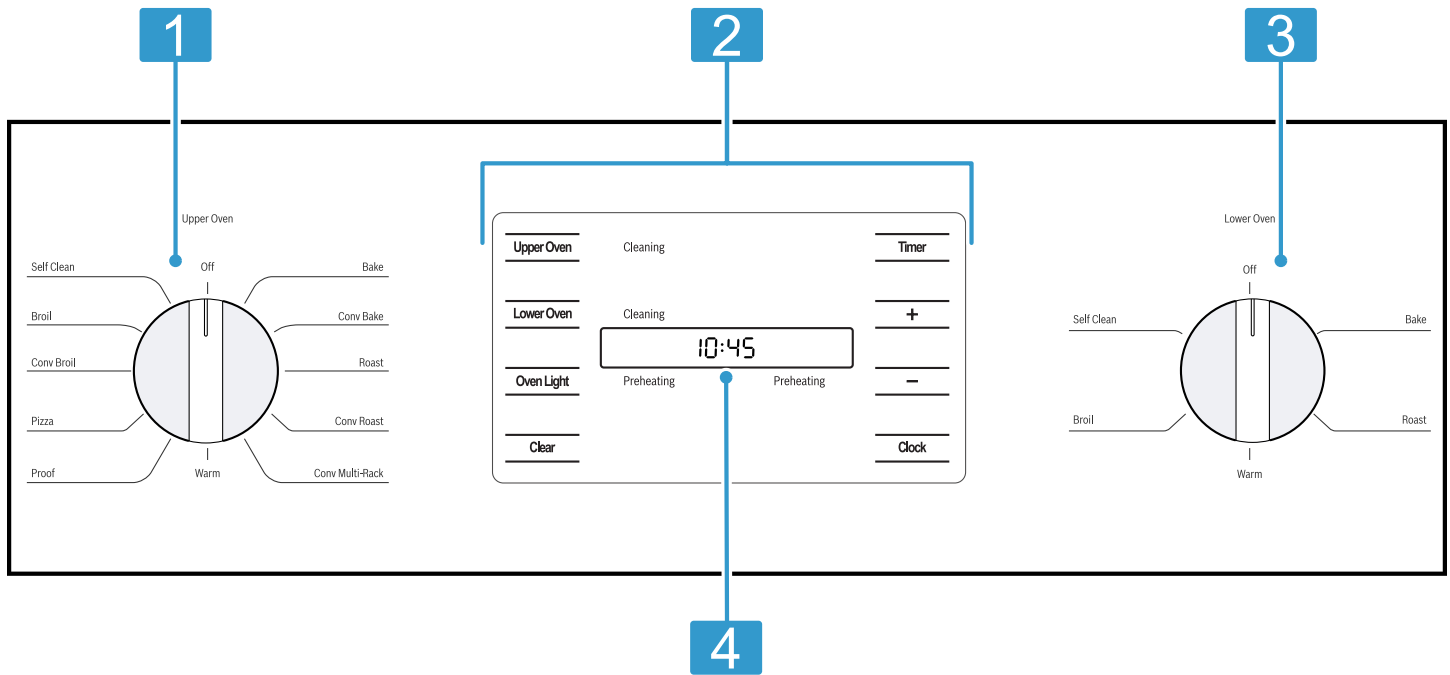 1
2
3
Upper Oven
Self Clean
Off
Bake
Broil
Conv Bake
Conv Broil
Roast
Pizza
Conv Roast
Proof
Warm
Conv Multi-Rack
Upper Oven
Cleaning
Timer
Lower Oven
Cleaning
+
10:45
Oven Light
Preheating
Preheating
−
Clear
Clock
Lower Oven
Off
Self Clean
Bake
Broil
Roast
Warm
4